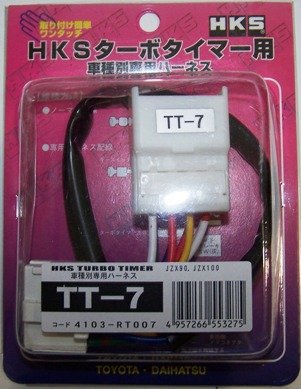 取り付け簡単
ワンタッチ
HKS
HKSターボタイマー用
車種別専用ハーネス
TT-7
HKS TURBO TIMER
JZX90, JZX100
車種別専用ハーネス
TT-7
コード 4103-RT007
4 957266 553275
TOYOTA・DAIHATSU